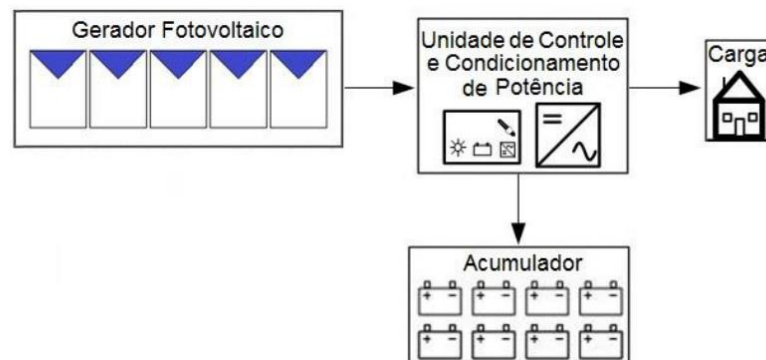 Gerador Fotovoltaico
Unidade de Controle
e Condicionamento
de Potência
Carga
Acumulador
+ -
+ -
+ -
+ -
+ -
+ -
+ -
+ -